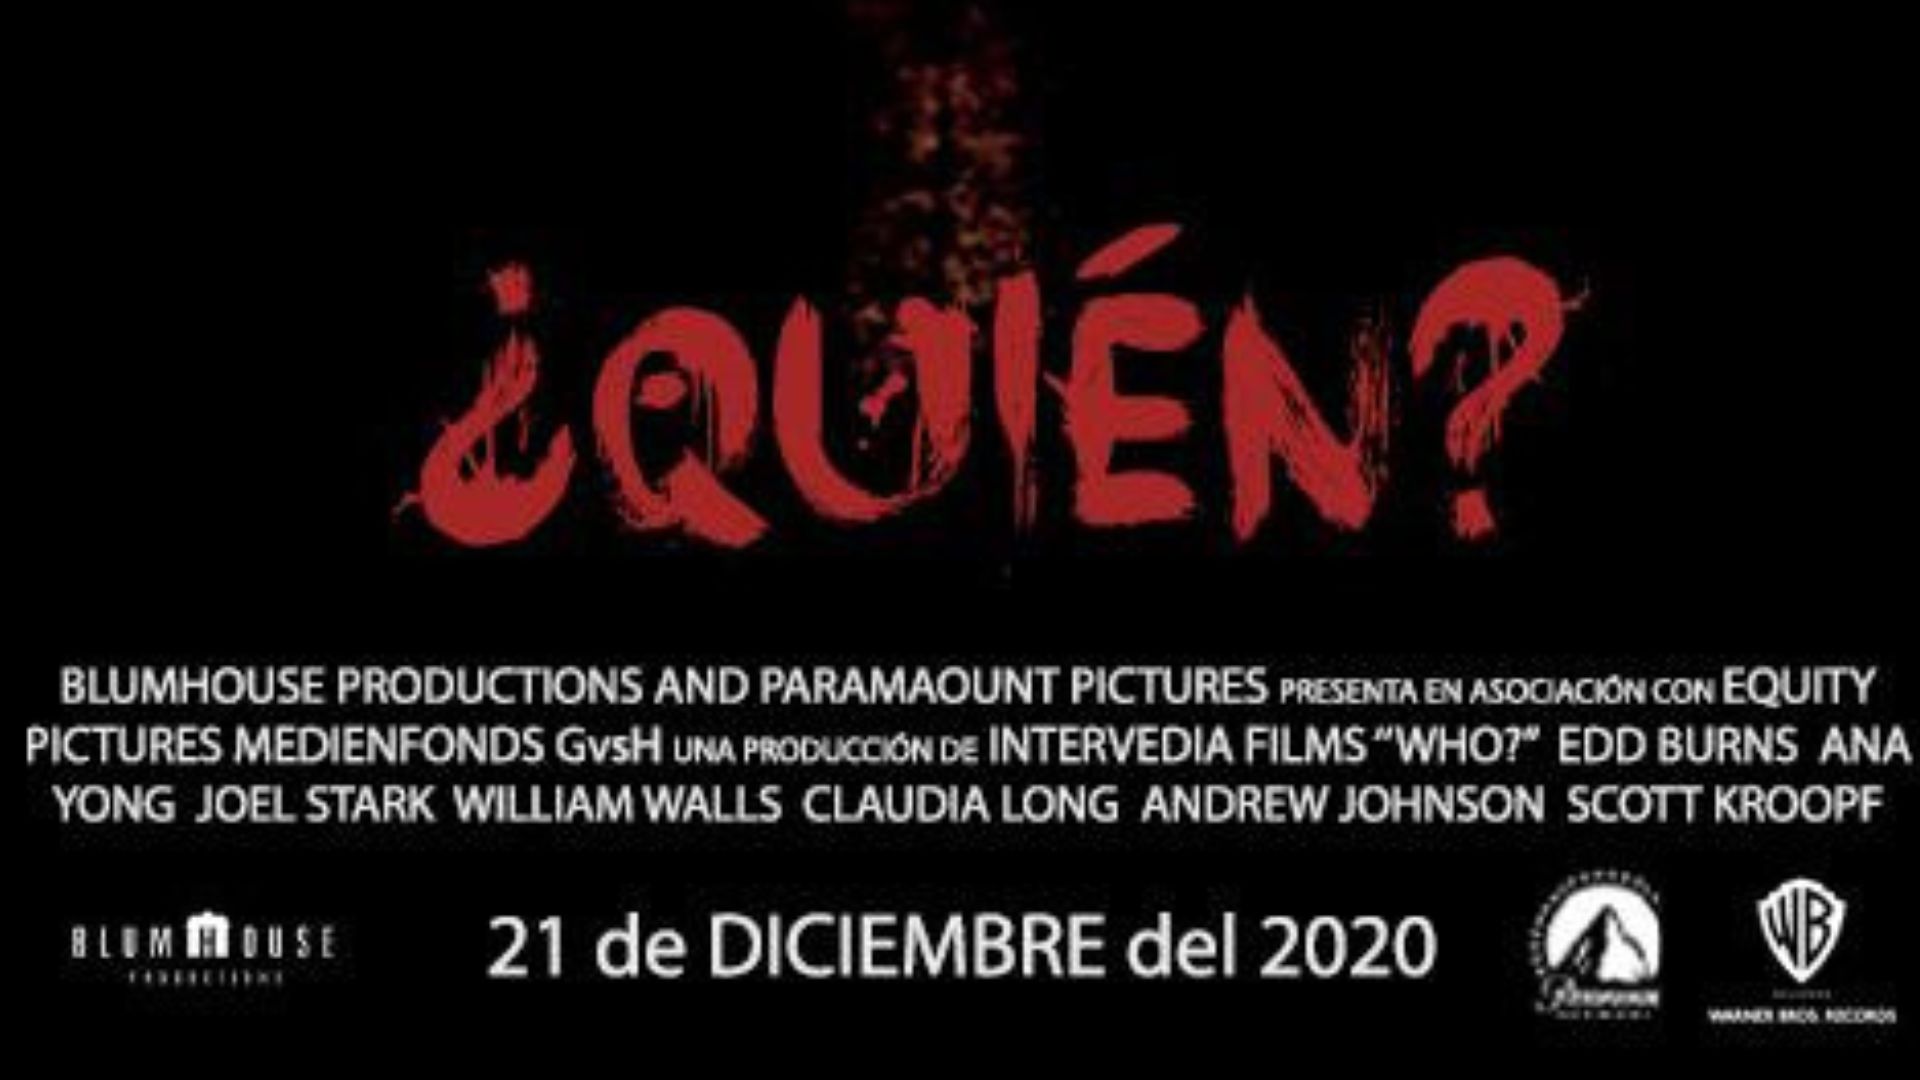 ¿QUIÉN?
BLUMHOUSE PRODUCTIONS AND PARAMAOUNT PICTURES PRESENTA EN ASOCIACIÓN CON EQUITY
PICTURES MEDIENFONDS GvsH UNA PRODUCCIÓN DE INTERVEDIA FILMS “WHO?” EDD BURNS ANA
YONG JOEL STARK WILLIAM WALLS CLAUDIA LONG ANDREW JOHNSON SCOTT KROOPF
BLUMHOUSE
PRODUCTIONS
21 de DICIEMBRE del 2020
Paramount
WB
WARNER BROS. RECORDS